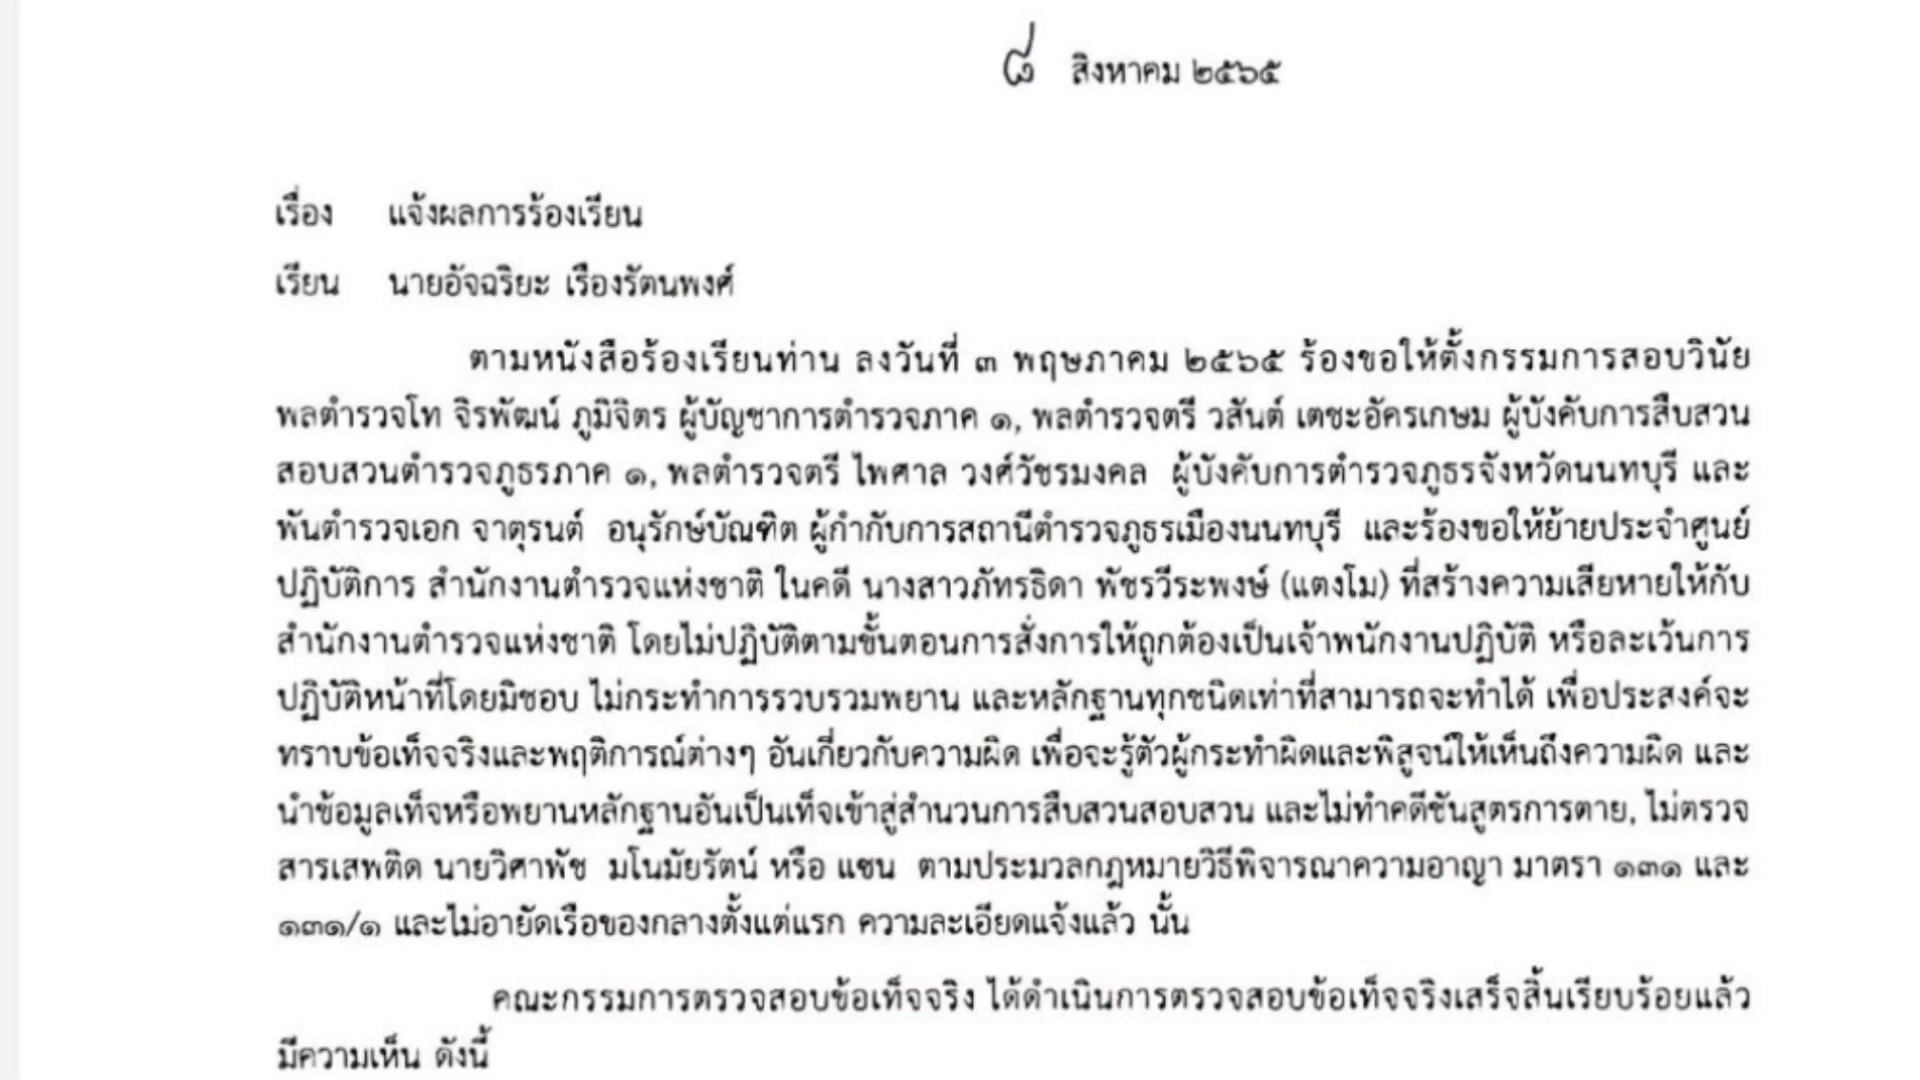 ๘ สิงหาคม ๒๕๖๕
เรื่อง แจ้งผลการร้องเรียน
เรียน นายอัจฉริยะ เรืองรัตนพงศ์
ตามหนังสือร้องเรียนท่าน ลงวันที่ ๓ พฤษภาคม ๒๕๖๕ ร้องขอให้ตั้งกรรมการสอบวินัย
พลตำรวจโท จิรพัฒน์ ภูมิจิตร ผู้บัญชาการตำรวจภาค ๑, พลตำรวจตรี วสันต์ เตชะอัครเกษม ผู้บังคับการสืบสวน
สอบสวนตำรวจภูธรภาค ๑, พลตำรวจตรี ไพศาล วงศ์วัชรมงคล ผู้บังคับการตำรวจภูธรจังหวัดนนทบุรี และ
พันตำรวจเอก จาตุรนต์ อนุรักษ์บัณฑิต ผู้กำกับการสถานีตำรวจภูธรเมืองนนทบุรี และร้องขอให้ย้ายประจำศูนย์
ปฏิบัติการ สำนักงานตำรวจแห่งชาติ ในคดี นางสาวภัทรธิดา พัชรวีระพงษ์ (แตงโม) ที่สร้างความเสียหายให้กับ
สำนักงานตำรวจแห่งชาติ โดยไม่ปฏิบัติตามขั้นตอนการสั่งการให้ถูกต้องเป็นเจ้าพนักงานปฏิบัติ หรือละเว้นการ
ปฏิบัติหน้าที่โดยมิชอบ ไม่กระทำการรวบรวมพยาน และหลักฐานทุกชนิดเท่าที่สามารถจะทำได้ เพื่อประสงค์จะ
ทราบข้อเท็จจริงและพฤติการณ์ต่างๆ อันเกี่ยวกับความผิด เพื่อจะรู้ตัวผู้กระทำผิดและพิสูจน์ให้เห็นถึงความผิด และ
นำข้อมูลเท็จหรือพยานหลักฐานอันเป็นเท็จเข้าสู่สำนวนการสืบสวนสอบสวน และไม่ทำคดีชันสูตรการตาย, ไม่ตรวจ
สารเสพติด นายวิศาพัช มโนมัยรัตน์ หรือ แซน ตามประมวลกฎหมายวิธีพิจารณาความอาญา มาตรา ๑๓๑ และ
๑๓๑/๑ และไม่อายัดเรือของกลางตั้งแต่แรก ความละเอียดแจ้งแล้ว นั้น
คณะกรรมการตรวจสอบข้อเท็จจริง ได้ดำเนินการตรวจสอบข้อเท็จจริงเสร็จสิ้นเรียบร้อยแล้ว
มีความเห็น ดังนี้